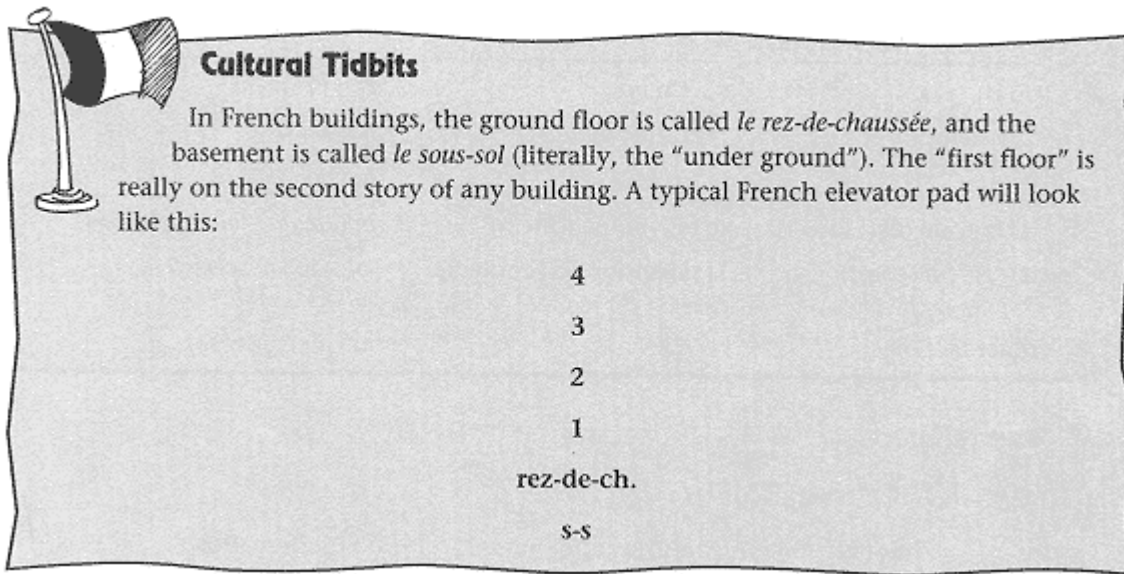 Cultural Tidbits
In French buildings, the ground floor is called le rez-de-chaussée, and the
basement is called le sous-sol (literally, the “under ground”). The “first floor” is
really on the second story of any building. A typical French elevator pad will look
like this:
4
3
2
1
rez-de-ch.
s-s